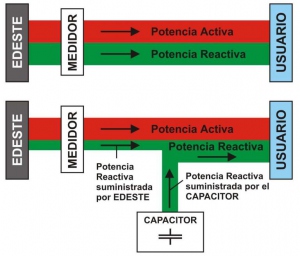 EDESTE
MEDIDOR
Potencia Activa
Potencia Reactiva
USUARIO
EDESTE
MEDIDOR
Potencia Activa
Potencia Reactiva
USUARIO
Potencia
Reactiva
suministrada
por EDESTE
Potencia Reactiva
suministrada por el
CAPACITOR
CAPACITOR